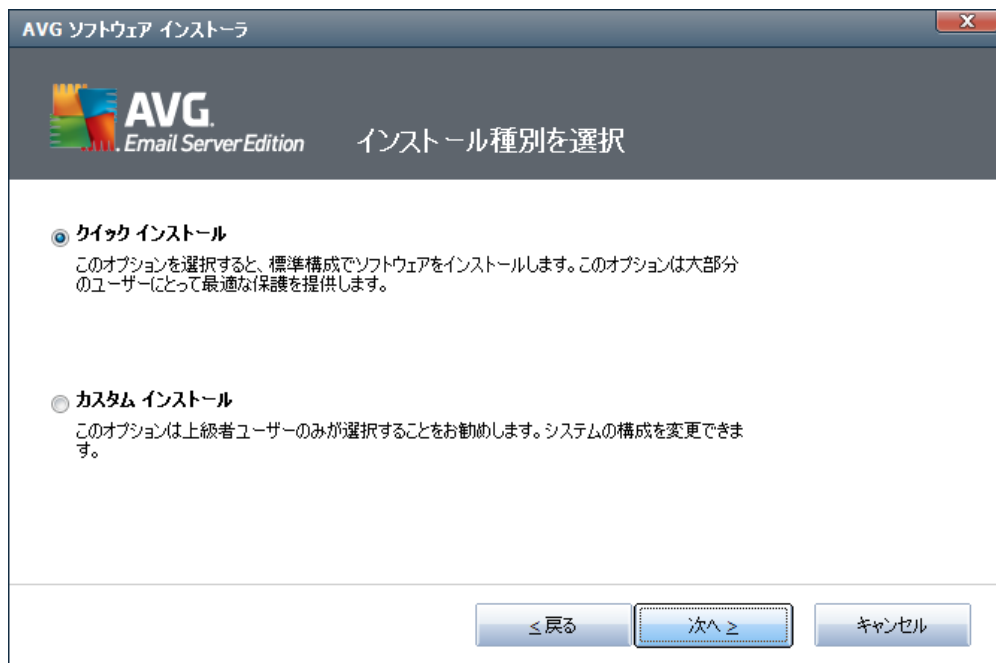 AVG ソフトウェア インストーラ
X
AVG.
Email Server Edition
インストール種別を選択
クイック インストール
このオプションを選択すると、標準構成でソフトウェアをインストールします。このオプションは大部分
のユーザーにとって最適な保護を提供します。
カスタム インストール
このオプションは上級者ユーザーのみが選択することをお勧めします。システムの構成を変更できま
す。
≤ 戻る
次へ ≥
キャンセル